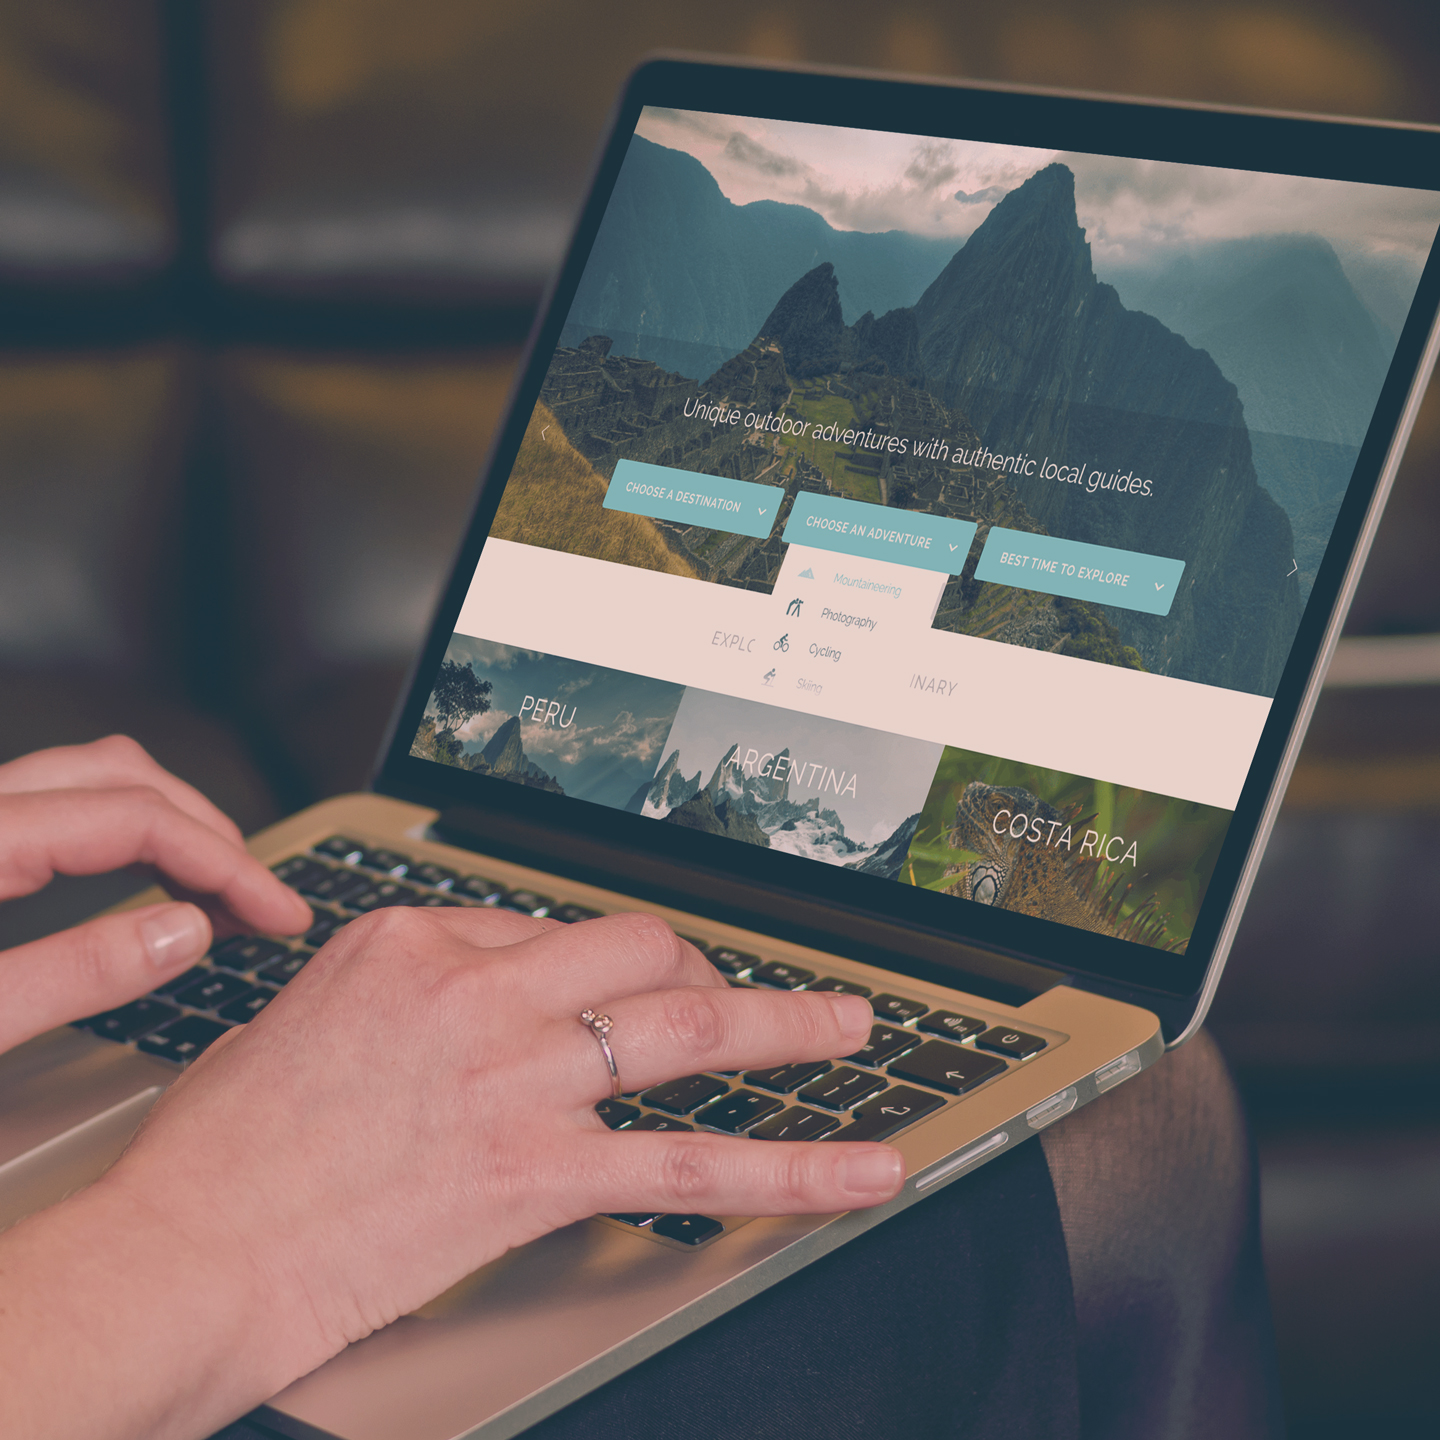 Unique outdoor adventures with authentic local guides.
CHOOSE A DESTINATION
CHOOSE AN ADVENTURE
BEST TIME TO EXPLORE
Mountaineering
Photography
Cycling
Skiing
EXPLO
INARY
PERU
ARGENTINA
COSTA RICA